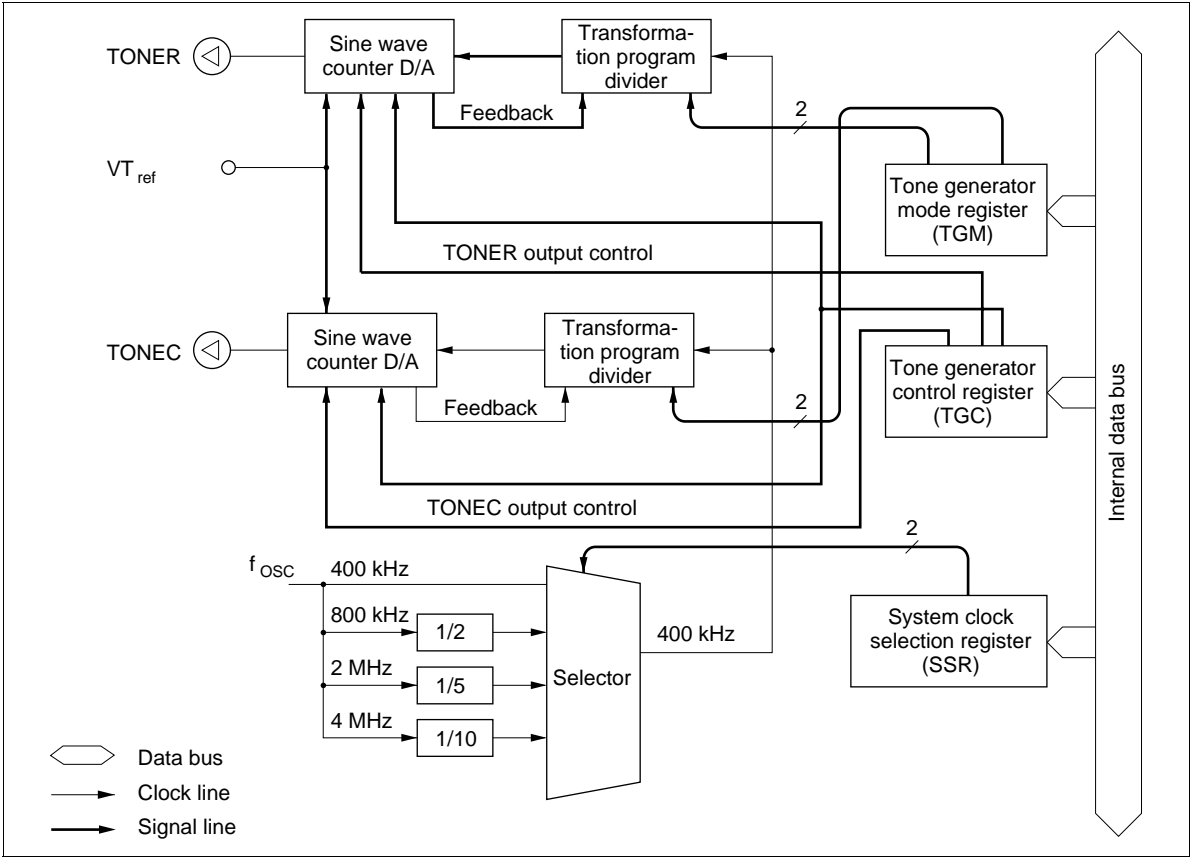 TONER
Sine wave
counter D/A
Transforma-
tion program
divider
Feedback
2
VT ref
Tone generator
mode register
(TGM)
TONER output control
TONEC
Sine wave
counter D/A
Transforma-
tion program
divider
Feedback
2
Tone generator
control register
(TGC)
Internal data bus
TONEC output control
2
f OSC
400 kHz
800 kHz
1/2
2 MHz
1/5
4 MHz
1/10
Selector
400 kHz
System clock
selection register
(SSR)
Data bus
Clock line
Signal line